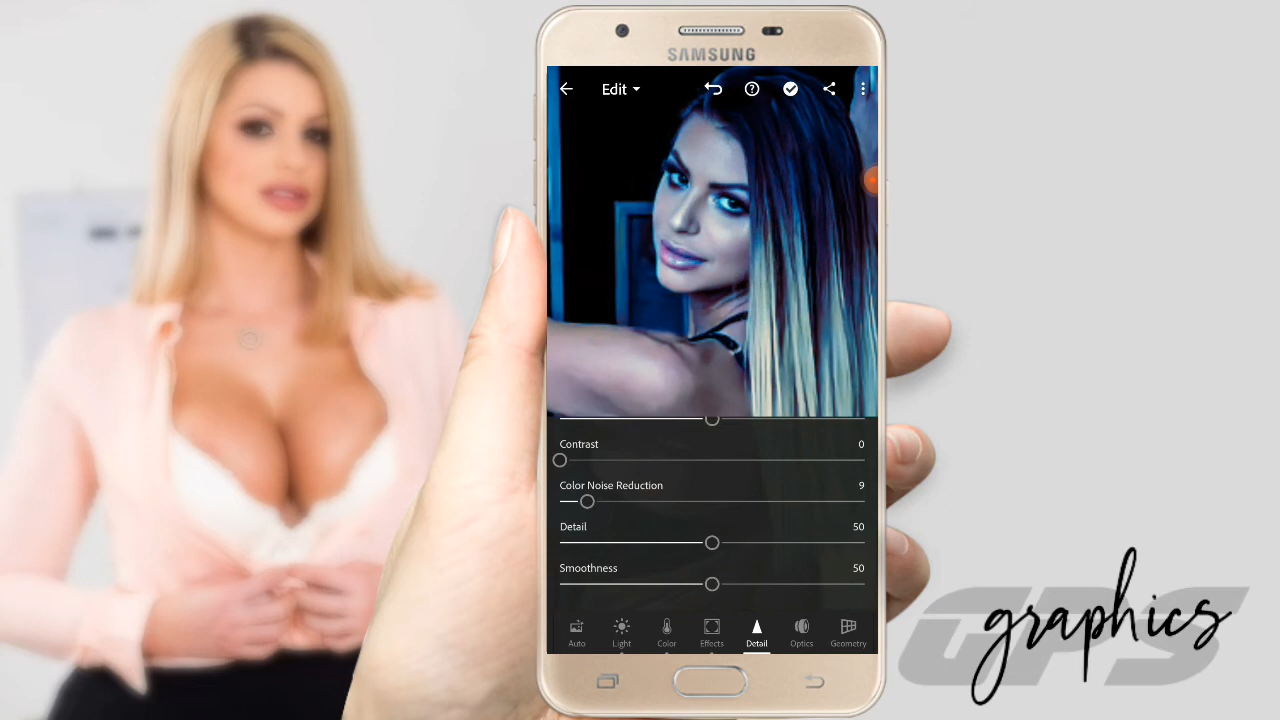 SAMSUNG
Edit
Contrast 0
Color Noise Reduction 9
Detail 50
Smoothness 50
Auto Light Color Effects Detail Optics Geometry
GPS
graphics